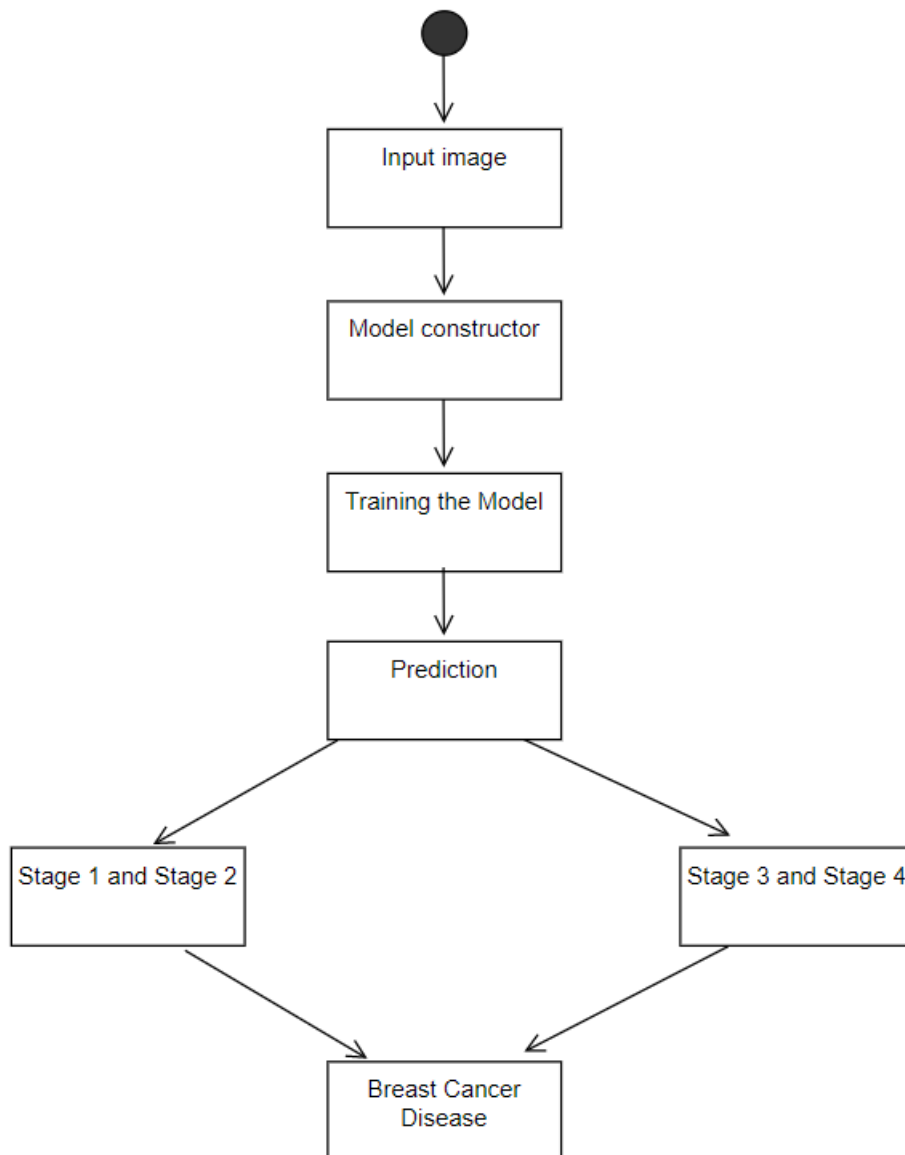 Input image
Model constructor
Training the Model
Prediction
Stage 1 and Stage 2
Stage 3 and Stage 4
Breast Cancer
Disease